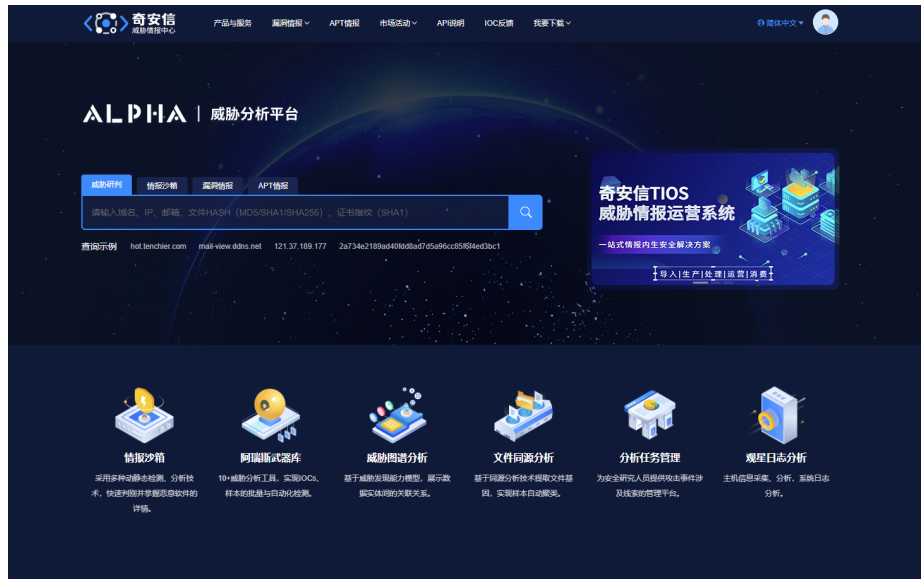 奇安信
威胁情报中心
产品与服务 漏洞情报 APT情报 市场活动 API说明 IOC反馈 我要下载
简体中文
ALPHA | 威胁分析平台
威胁研判 情报沙箱 漏洞情报 APT情报
请输入域名、IP、邮箱、文件HASH(MD5/SHA1/SHA256)、证书指纹(SHA1)
查询示例 hot.tenchier.com mail-view.ddns.net 121.37.189.177
奇安信TIOS
威胁情报运营系统
一站式情报内生安全解决方案
导入|生产|处理|运营|消费
情报沙箱
采用多种动静态检测、分析技
术，快速判别并掌握恶意软件的
详情。
阿瑞斯武器库
10+威胁分析工具，实现IOCs,
样本的批量与自动化检测。
威胁图谱分析
基于威胁发现能力模型，展示数
据实体间的关联关系。
文件同源分析
基于同源分析技术提取文件基
因，实现样本自动聚类。
分析任务管理
为安全研究人员提供攻击事件涉
及线索的管理平台。
观星日志分析
主机信息采集、分析，系统日志
分析。